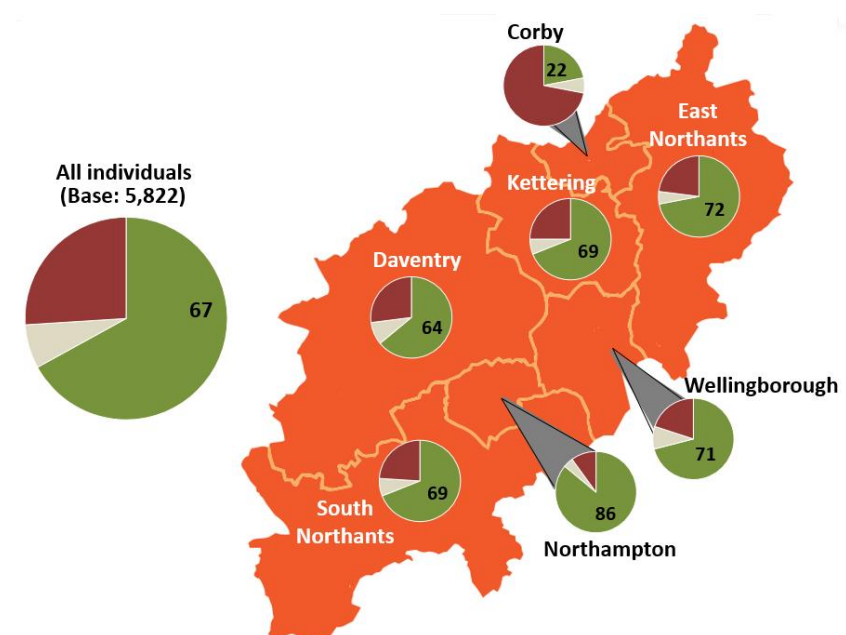 Corby
22
East
Northants
72
All individuals
(Base: 5,822)
67
Kettering
69
Daventry
64
Wellingborough
71
South
Northants
69
Northampton
86